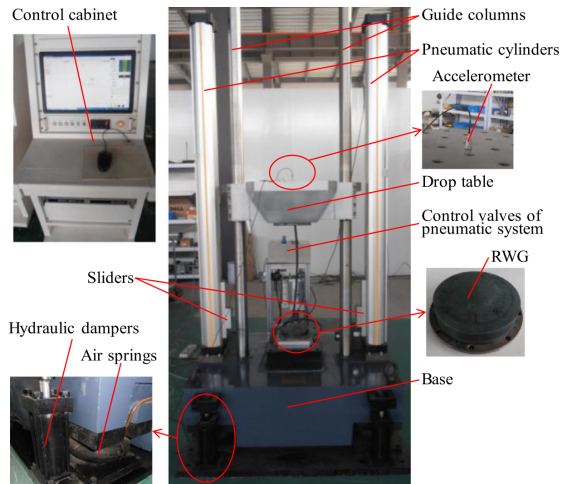 Control cabinet
Guide columns
Pneumatic cylinders
Accelerometer
Drop table
Control valves of
pneumatic system
RWG
Sliders
Hydraulic dampers
Air springs
Base